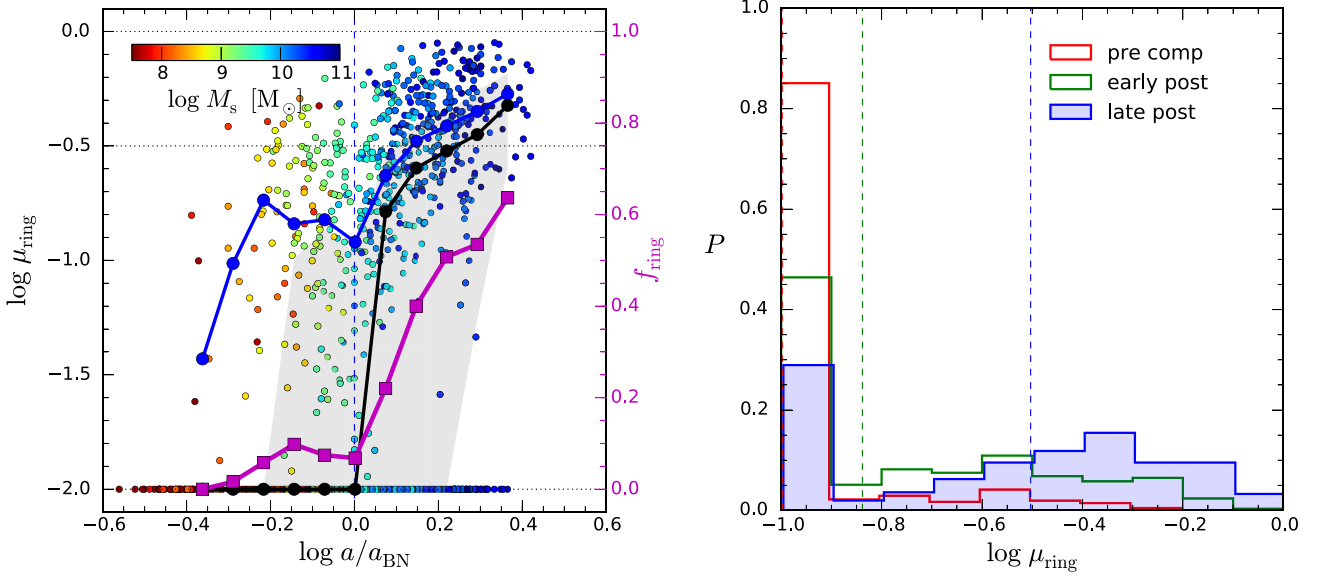 0.0
−0.5
−1.0
−1.5
−2.0
log μring
8 9 10 11
log Ms [M⊙]
1.0
0.8
0.6
0.4
0.2
0.0
fring
−0.6 −0.4 −0.2 0.0 0.2 0.4 0.6
log a/aBN
1.0
0.8
0.6
0.4
0.2
0.0
P
pre comp
early post
late post
−1.0 −0.8 −0.6 −0.4 −0.2 0.0
log μring